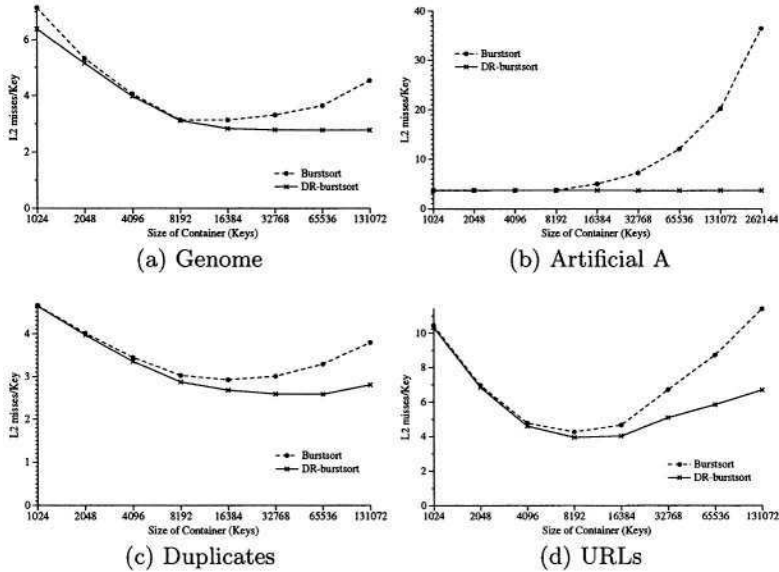 6
4
2
0
L2 misses/Key
Burstsort
DR-burstsort
1024 2048 4096 8192 16384 32768 65536 131072
Size of Container (Keys)
(a) Genome
40
30
20
10
0
L2 misses/Key
Burstsort
DR-burstsort
1024 2048 4096 8192 16384 32768 65536 131072 262144
Size of Container (Keys)
(b) Artificial A
4
3
2
1
0
L2 misses/Key
Burstsort
DR-burstsort
1024 2048 4096 8192 16384 32768 65536 131072
Size of Container (Keys)
(c) Duplicates
10
8
6
4
2
0
L2 misses/Key
Burstsort
DR-burstsort
1024 2048 4096 8192 16384 32768 65536 131072
Size of Container (Keys)
(d) URLs